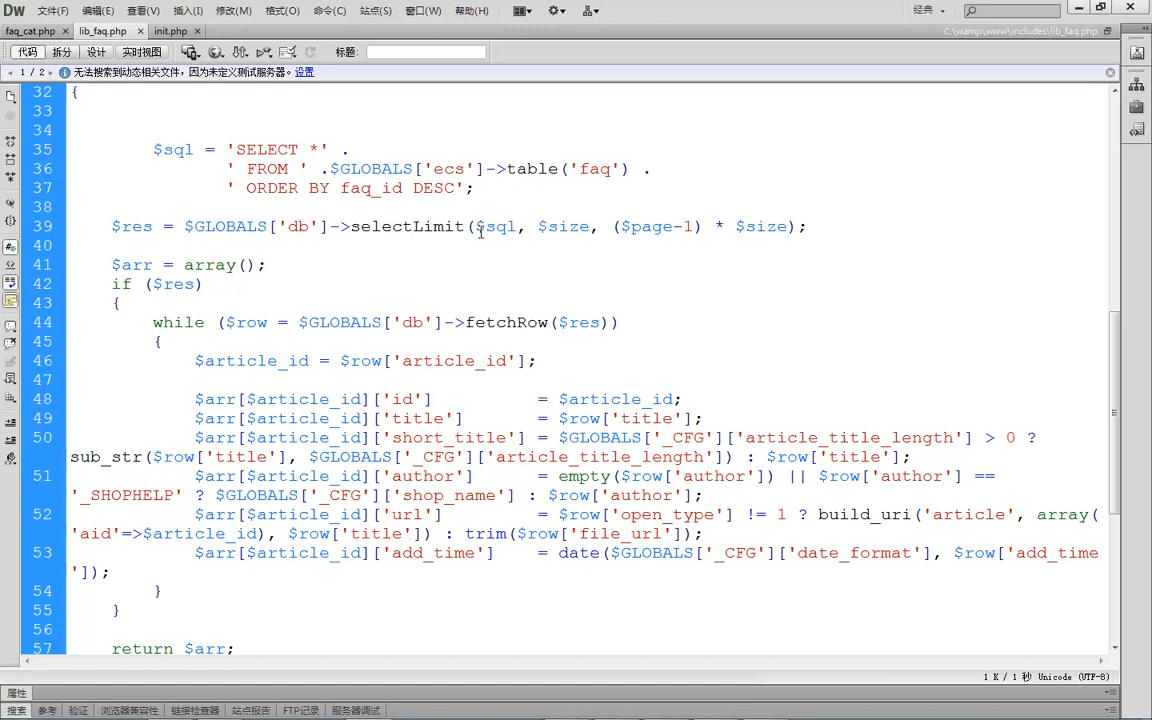 Dw 文件(F) 编辑(E) 查看(V) 插入(I) 修改(M) 格式(O) 命令(C) 站点(S) 窗口(W) 帮助(H) 经典
faq_cat.php × lib_faq.php × init.php × C:\wamp\www\includes\lib_faq.php
代码 拆分 设计 实时视图 标题:
1 / 2 无法搜索到动态相关文件，因为未定义测试服务器。 设置
32 {
33
34
35 $sql = 'SELECT *' .
36 ' FROM ' .$GLOBALS['ecs']->table('faq') .
37 ' ORDER BY faq_id DESC';
38
39 $res = $GLOBALS['db']->selectLimit($sql, $size, ($page-1) * $size);
40
41 $arr = array();
42 if ($res)
43 {
44 while ($row = $GLOBALS['db']->fetchRow($res))
45 {
46 $article_id = $row['article_id'];
47
48 $arr[$article_id]['id'] = $article_id;
49 $arr[$article_id]['title'] = $row['title'];
50 $arr[$article_id]['short_title'] = $GLOBALS['_CFG']['article_title_length'] > 0 ?
sub_str($row['title'], $GLOBALS['_CFG']['article_title_length']) : $row['title'];
51 $arr[$article_id]['author'] = empty($row['author']) || $row['author'] ==
'_SHOPHELP' ? $GLOBALS['_CFG']['shop_name'] : $row['author'];
52 $arr[$article_id]['url'] = $row['open_type'] != 1 ? build_uri('article', array(
'aid'=>$article_id), $row['title']) : trim($row['file_url']);
53 $arr[$article_id]['add_time'] = date($GLOBALS['_CFG']['date_format'], $row['add_time
']);
54 }
55 }
56
57 return $arr;
1 K / 1 秒 Unicode (UTF-8)
属性
搜索 参考 验证 浏览器兼容性 链接检查器 站点报告 FTP记录 服务器调试